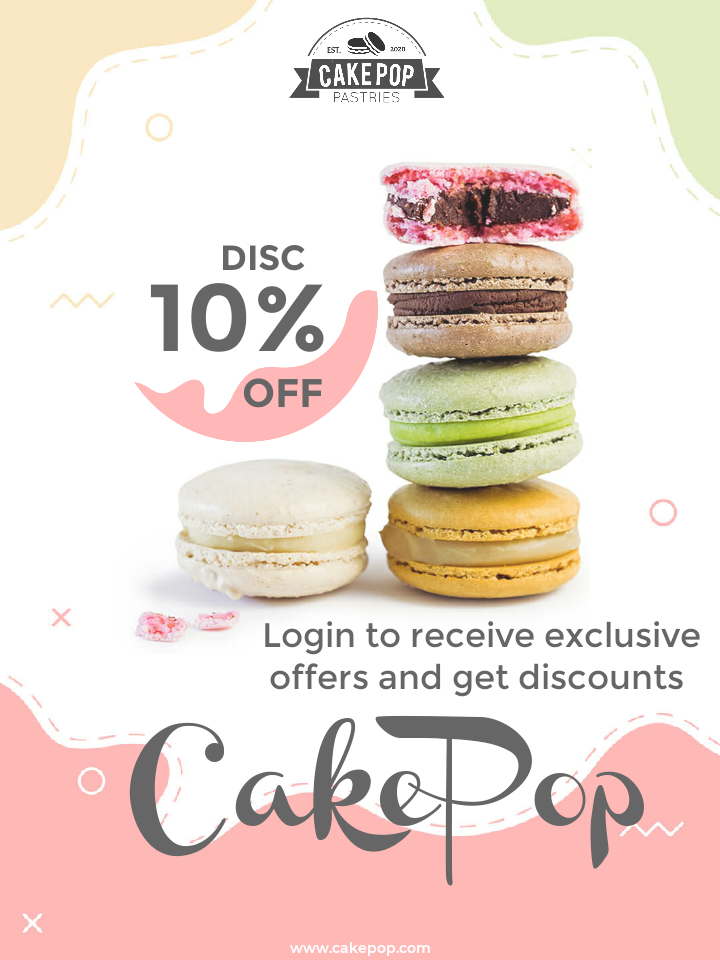 EST. 2020
CAKE POP
PASTRIES
DISC
10%
OFF
Login to receive exclusive
offers and get discounts
CakePop
www.cakepop.com